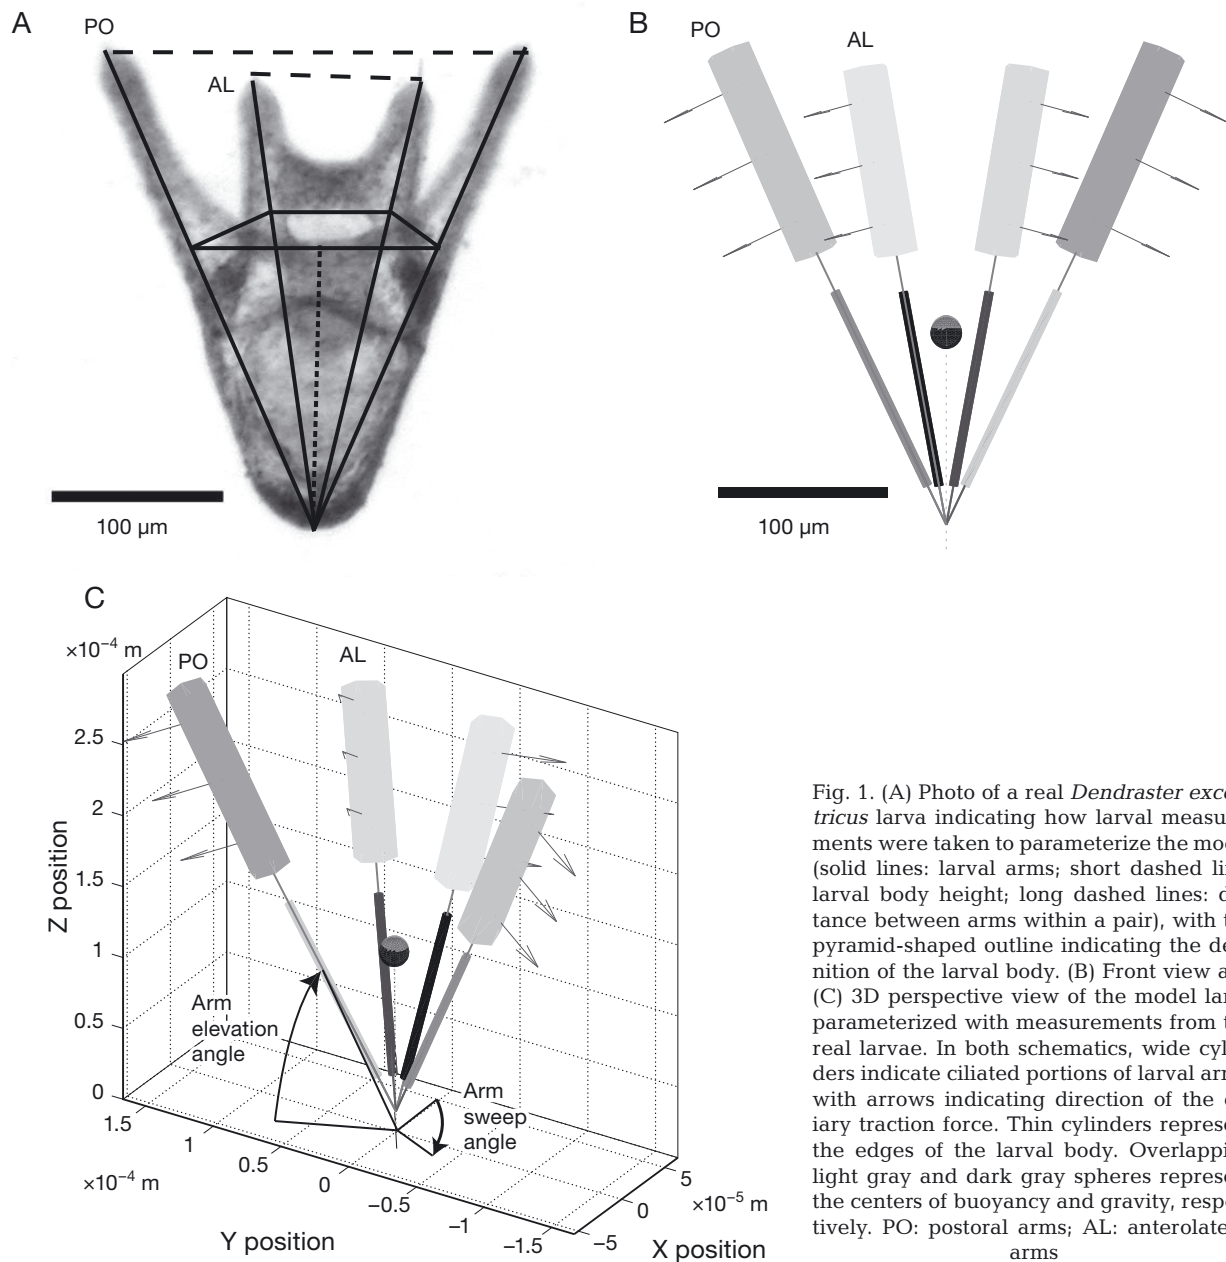 A
PO
AL
100 µm
B
PO
AL
100 µm
C
×10⁻⁴ m
PO
AL
2.5
2
1.5
1
0.5
0
Z position
Arm
elevation
angle
Arm
sweep
angle
1.5
1
0.5
0
−0.5
−1
−1.5
×10⁻⁴ m
Y position
5
0
−5
×10⁻⁵ m
X position
Fig. 1. (A) Photo of a real Dendraster exce
tricus larva indicating how larval measu
ments were taken to parameterize the mo
(solid lines: larval arms; short dashed li
larval body height; long dashed lines: d
tance between arms within a pair), with t
pyramid-shaped outline indicating the de
nition of the larval body. (B) Front view a
(C) 3D perspective view of the model lar
parameterized with measurements from t
real larvae. In both schematics, wide cyl
ders indicate ciliated portions of larval arm
with arrows indicating direction of the c
iary traction force. Thin cylinders repres
the edges of the larval body. Overlappi
light gray and dark gray spheres repres
the centers of buoyancy and gravity, respe
tively. PO: postoral arms; AL: anterolate
arms